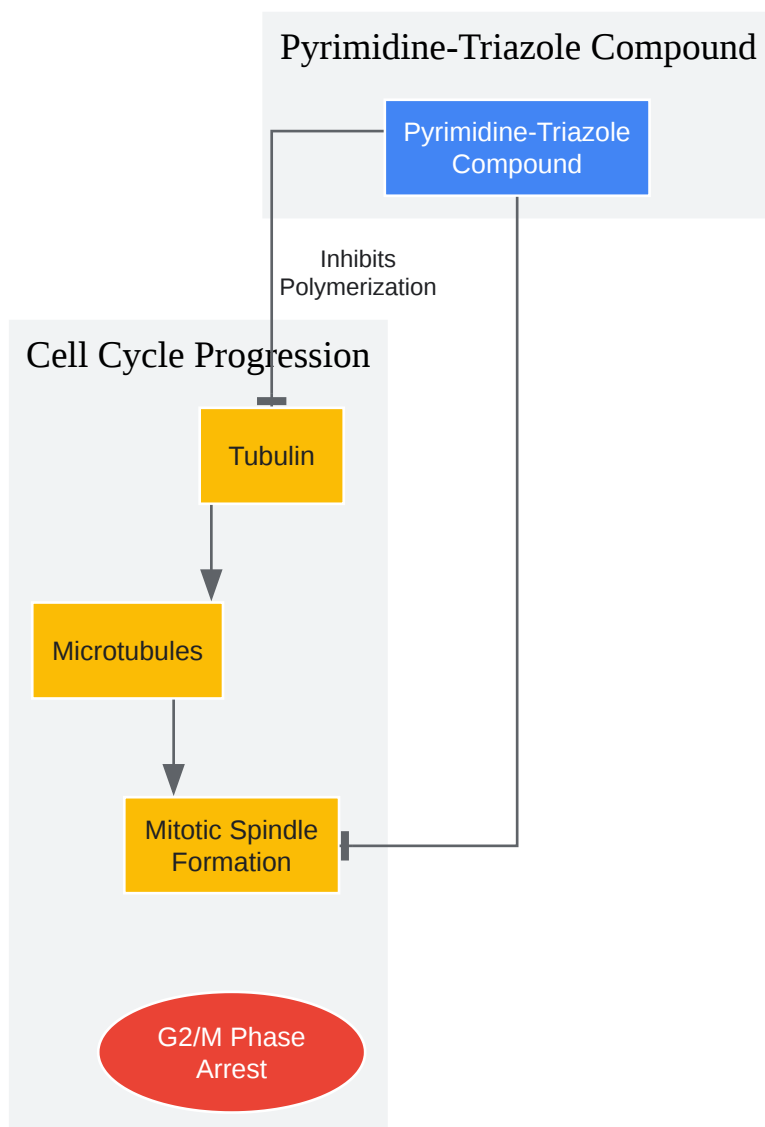 Pyrimidine-Triazole Compound
Pyrimidine-Triazole
Compound
Inhibits
Polymerization
Cell Cycle Progression
Tubulin
Microtubules
Mitotic Spindle
Formation
G2/M Phase
Arrest